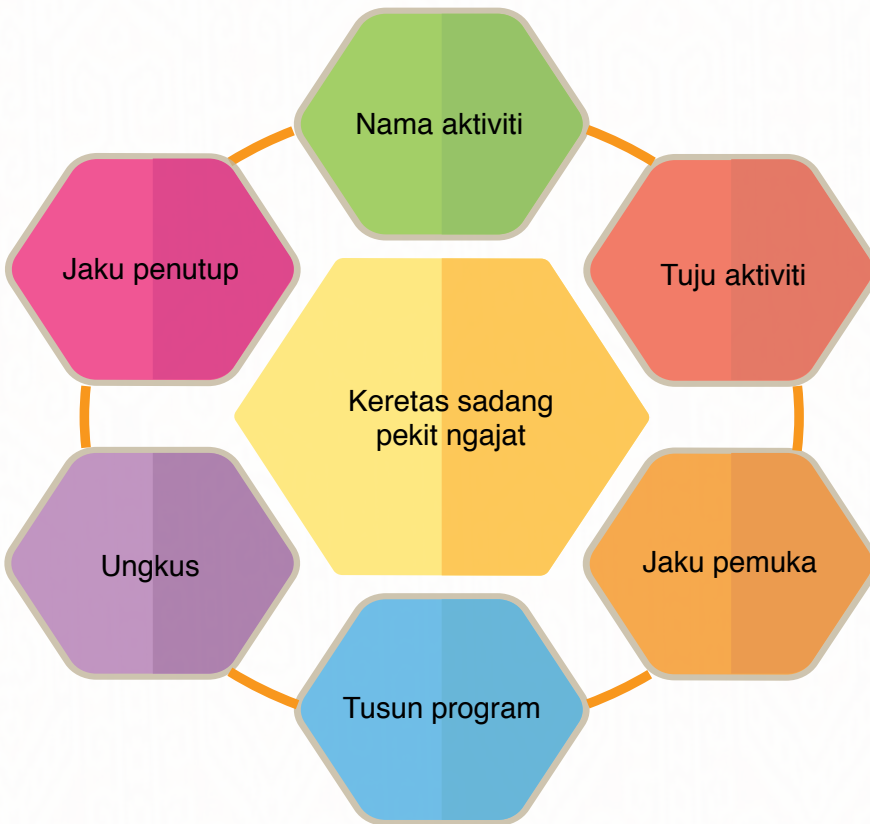 Nama aktiviti
Tuju aktiviti
Jaku pemuka
Tusun program
Ungkus
Jaku penutup
Keretas sadang
pekit ngajat